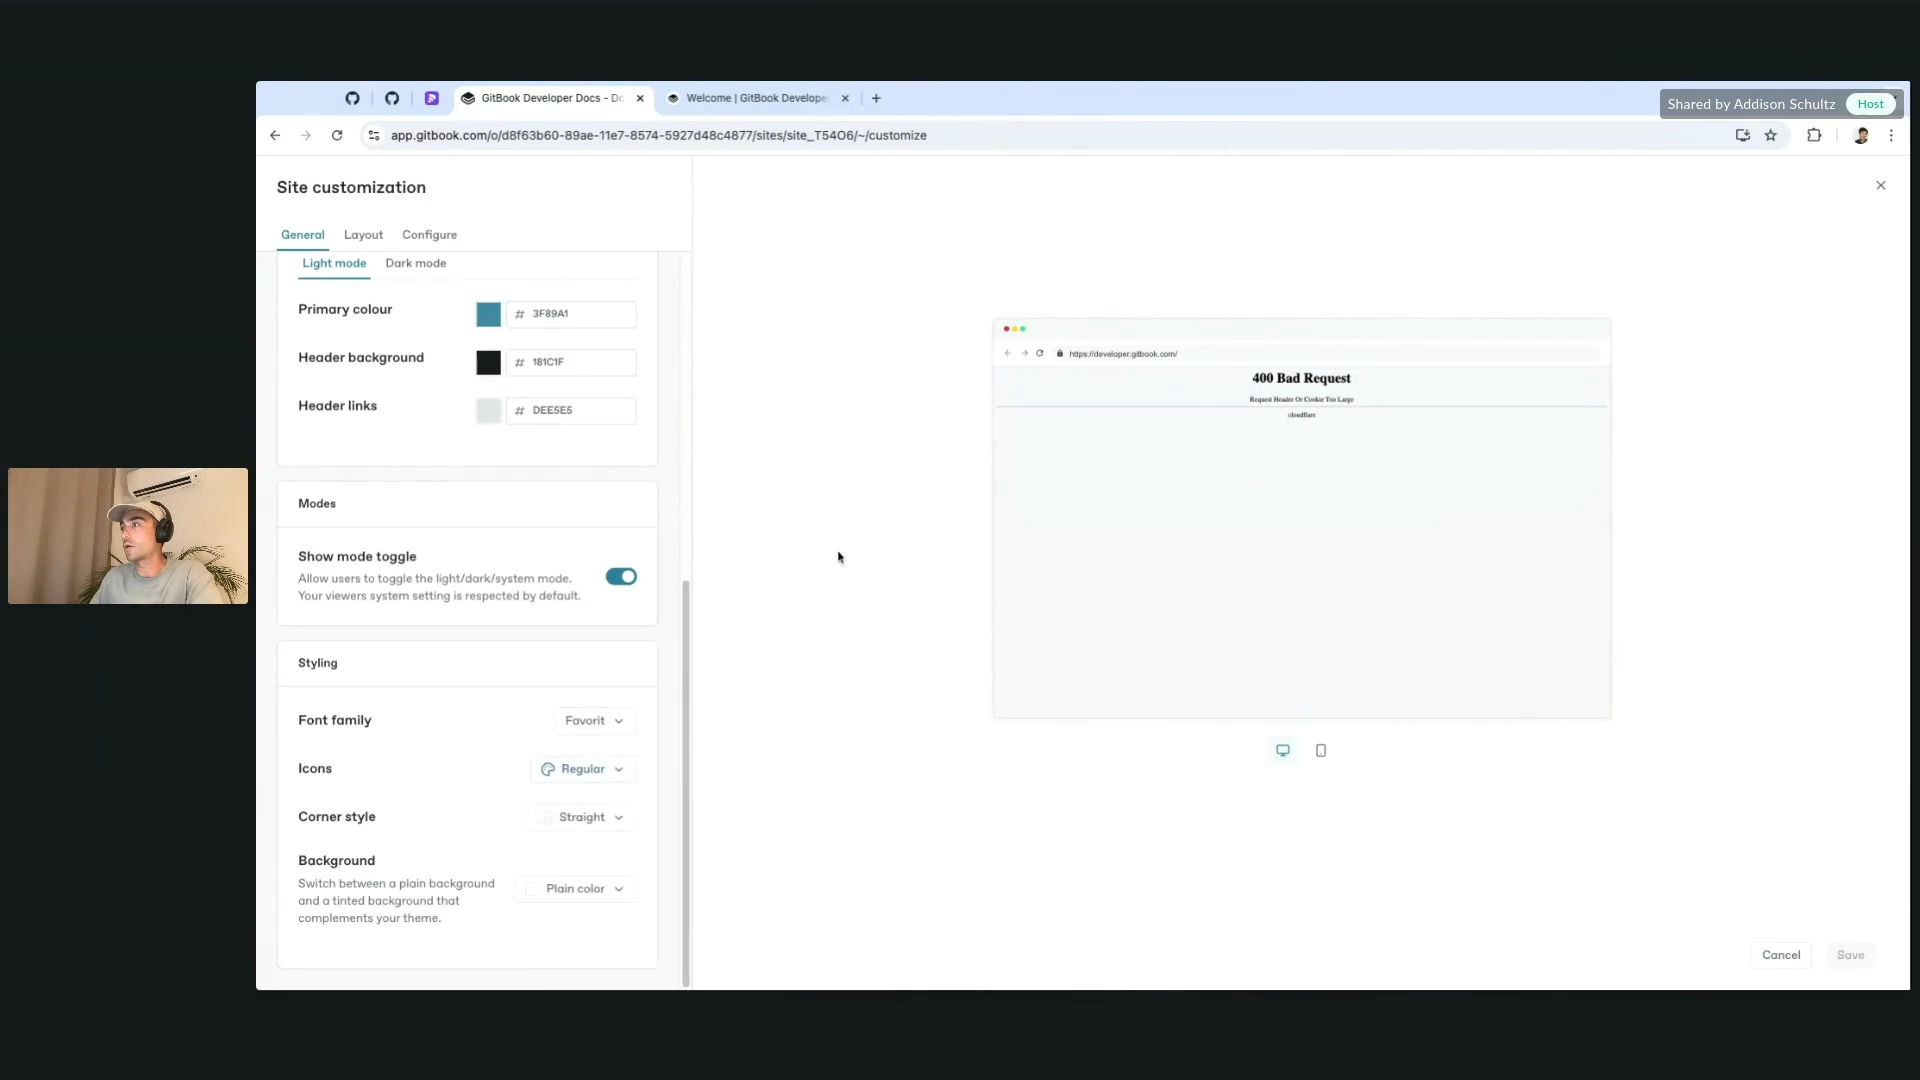 GitBook Developer Docs - Do
Welcome | GitBook Develope
Shared by Addison Schultz
Host
app.gitbook.com/o/d8f63b60-89ae-11e7-8574-5927d48c4877/sites/site_T54O6/~/customize
Site customization
General
Layout
Configure
Light mode
Dark mode
Primary colour
# 3F89A1
Header background
# 181C1F
Header links
# DEE5E5
Modes
Show mode toggle
Allow users to toggle the light/dark/system mode.
Your viewers system setting is respected by default.
Styling
Font family
Favorit
Icons
Regular
Corner style
Straight
Background
Switch between a plain background
and a tinted background that
complements your theme.
Plain color
https://developer.gitbook.com/
400 Bad Request
Request Header Or Cookie Too Large
cloudflare
Cancel
Save